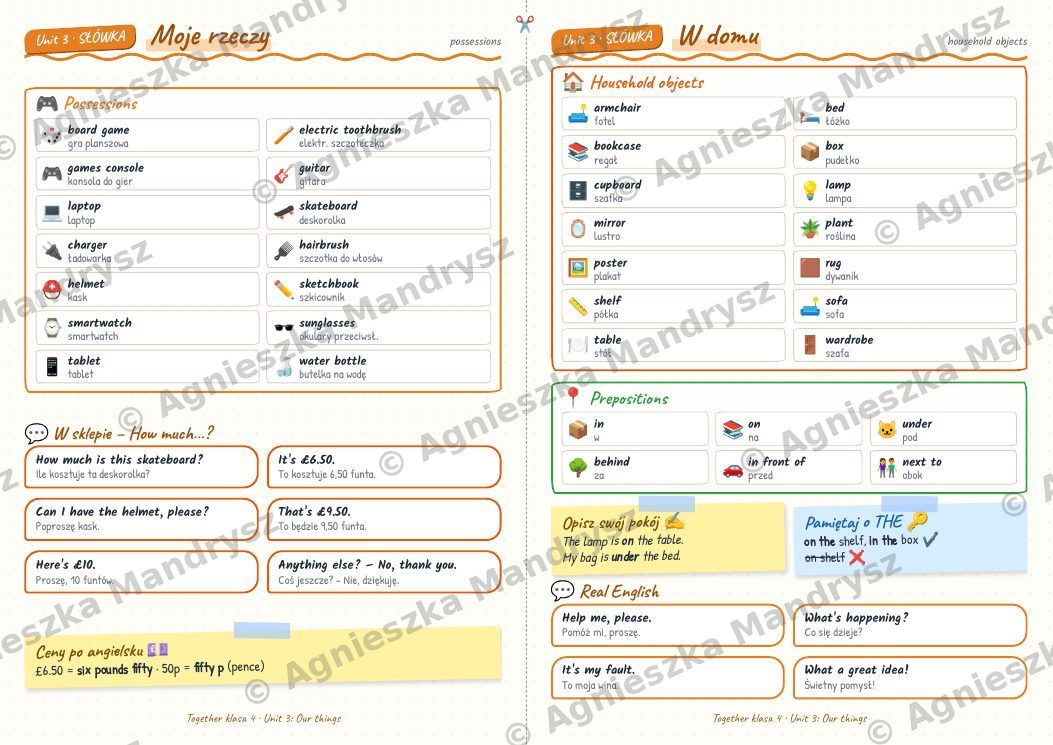 Unit 3 · SŁÓWKA
Moje rzeczy
possessions
Possessions
board game
gra planszowa
electric toothbrush
elektr. szczoteczka
games console
konsola do gier
guitar
gitara
laptop
laptop
skateboard
deskorolka
charger
ładowarka
hairbrush
szczotka do włosów
helmet
kask
sketchbook
szkicownik
smartwatch
smartwatch
sunglasses
okulary przeciwsł.
tablet
tablet
water bottle
butelka na wodę
W sklepie – How much...?
How much is this skateboard?
Ile kosztuje ta deskorolka?
It's £6.50.
To kosztuje 6,50 funta.
Can I have the helmet, please?
Poproszę kask.
That's £9.50.
To będzie 9,50 funta.
Here's £10.
Proszę, 10 funtów.
Anything else? – No, thank you.
Coś jeszcze? – Nie, dziękuję.
Ceny po angielsku
£6.50 = six pounds fifty · 50p = fifty p (pence)
Together klasa 4 · Unit 3: Our things
Unit 3 · SŁÓWKA
W domu
household objects
Household objects
armchair
fotel
bed
łóżko
bookcase
regał
box
pudełko
cupboard
szafka
lamp
lampa
mirror
lustro
plant
roślina
poster
plakat
rug
dywanik
shelf
półka
sofa
sofa
table
stół
wardrobe
szafa
Prepositions
in
w
on
na
under
pod
behind
za
in front of
przed
next to
obok
Opisz swój pokój
The lamp is on the table.
My bag is under the bed.
Pamiętaj o THE
on the shelf, in the box
on shelf
Real English
Help me, please.
Pomóż mi, proszę.
What's happening?
Co się dzieje?
It's my fault.
To moja wina.
What a great idea!
Świetny pomysł!
Together klasa 4 · Unit 3: Our things
© Agnieszka Mandrysz